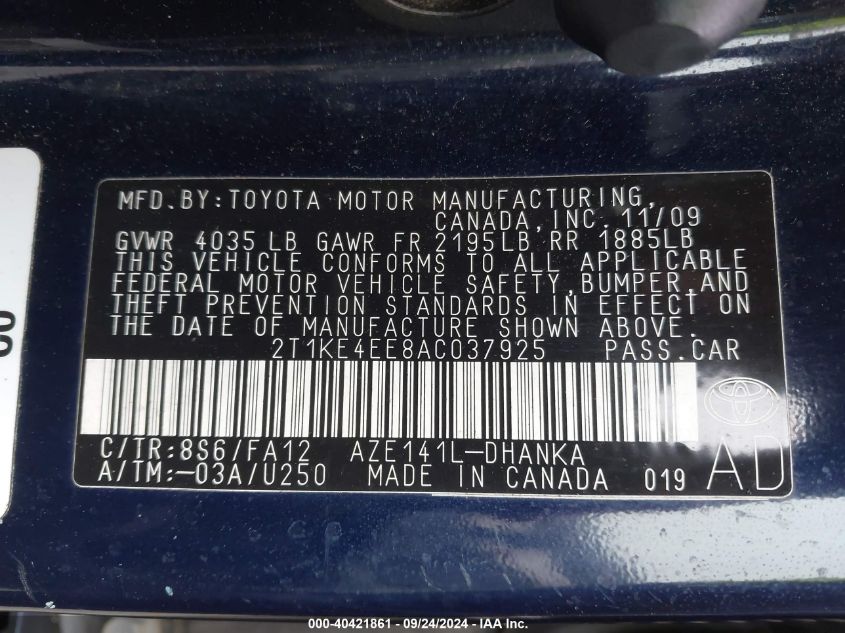 MFD.BY:TOYOTA MOTOR MANUFACTURING,
CANADA, INC. 11/09
GVWR 4035 LB GAWR FR 2195LB RR 1885LB
THIS VEHICLE CONFORMS TO ALL APPLICABLE
FEDERAL MOTOR VEHICLE SAFETY, BUMPER, AND
THEFT PREVENTION STANDARDS IN EFFECT ON
THE DATE OF MANUFACTURE SHOWN ABOVE.
2T1KE4EE8AC037925 PASS.CAR
C/TR:8S6/FA12 AZE141L-DHANKA
A/TM:-03A/U250 MADE IN CANADA 019 AD
000-40421861 - 09/24/2024 - IAA Inc.